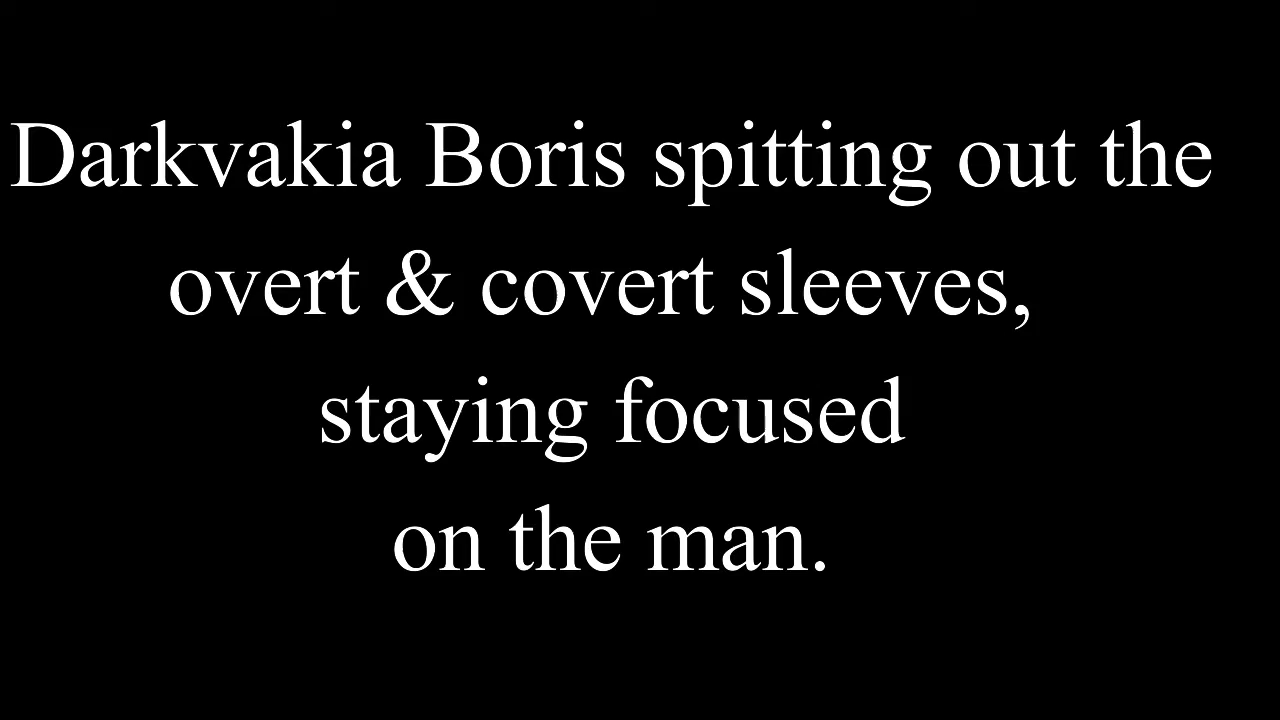 Darkvakia Boris spitting out the
overt & covert sleeves,
staying focused
on the man.